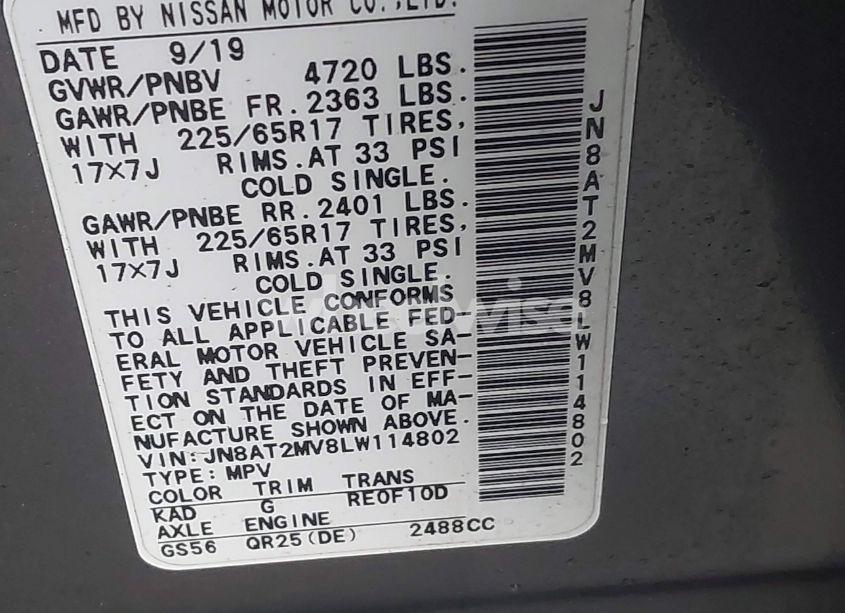 MFD BY NISSAN MOTOR CO.,LTD.
DATE 9/19
GVWR/PNBV 4720 LBS.
GAWR/PNBE FR.2363 LBS.
WITH 225/65R17 TIRES,
17X7J RIMS.AT 33 PSI
COLD SINGLE.
GAWR/PNBE RR.2401 LBS.
WITH 225/65R17 TIRES,
17X7J RIMS.AT 33 PSI
COLD SINGLE.
THIS VEHICLE CONFORMS
TO ALL APPLICABLE FED-
ERAL MOTOR VEHICLE SA-
FETY AND THEFT PREVEN-
TION STANDARDS IN EFF-
ECT ON THE DATE OF MA-
NUFACTURE SHOWN ABOVE.
VIN:JN8AT2MV8LW114802
TYPE:MPV
COLOR TRIM TRANS
KAD G RE0F10D
AXLE ENGINE
GS56 QR25(DE) 2488CC
JN8AT2MV8LW114802